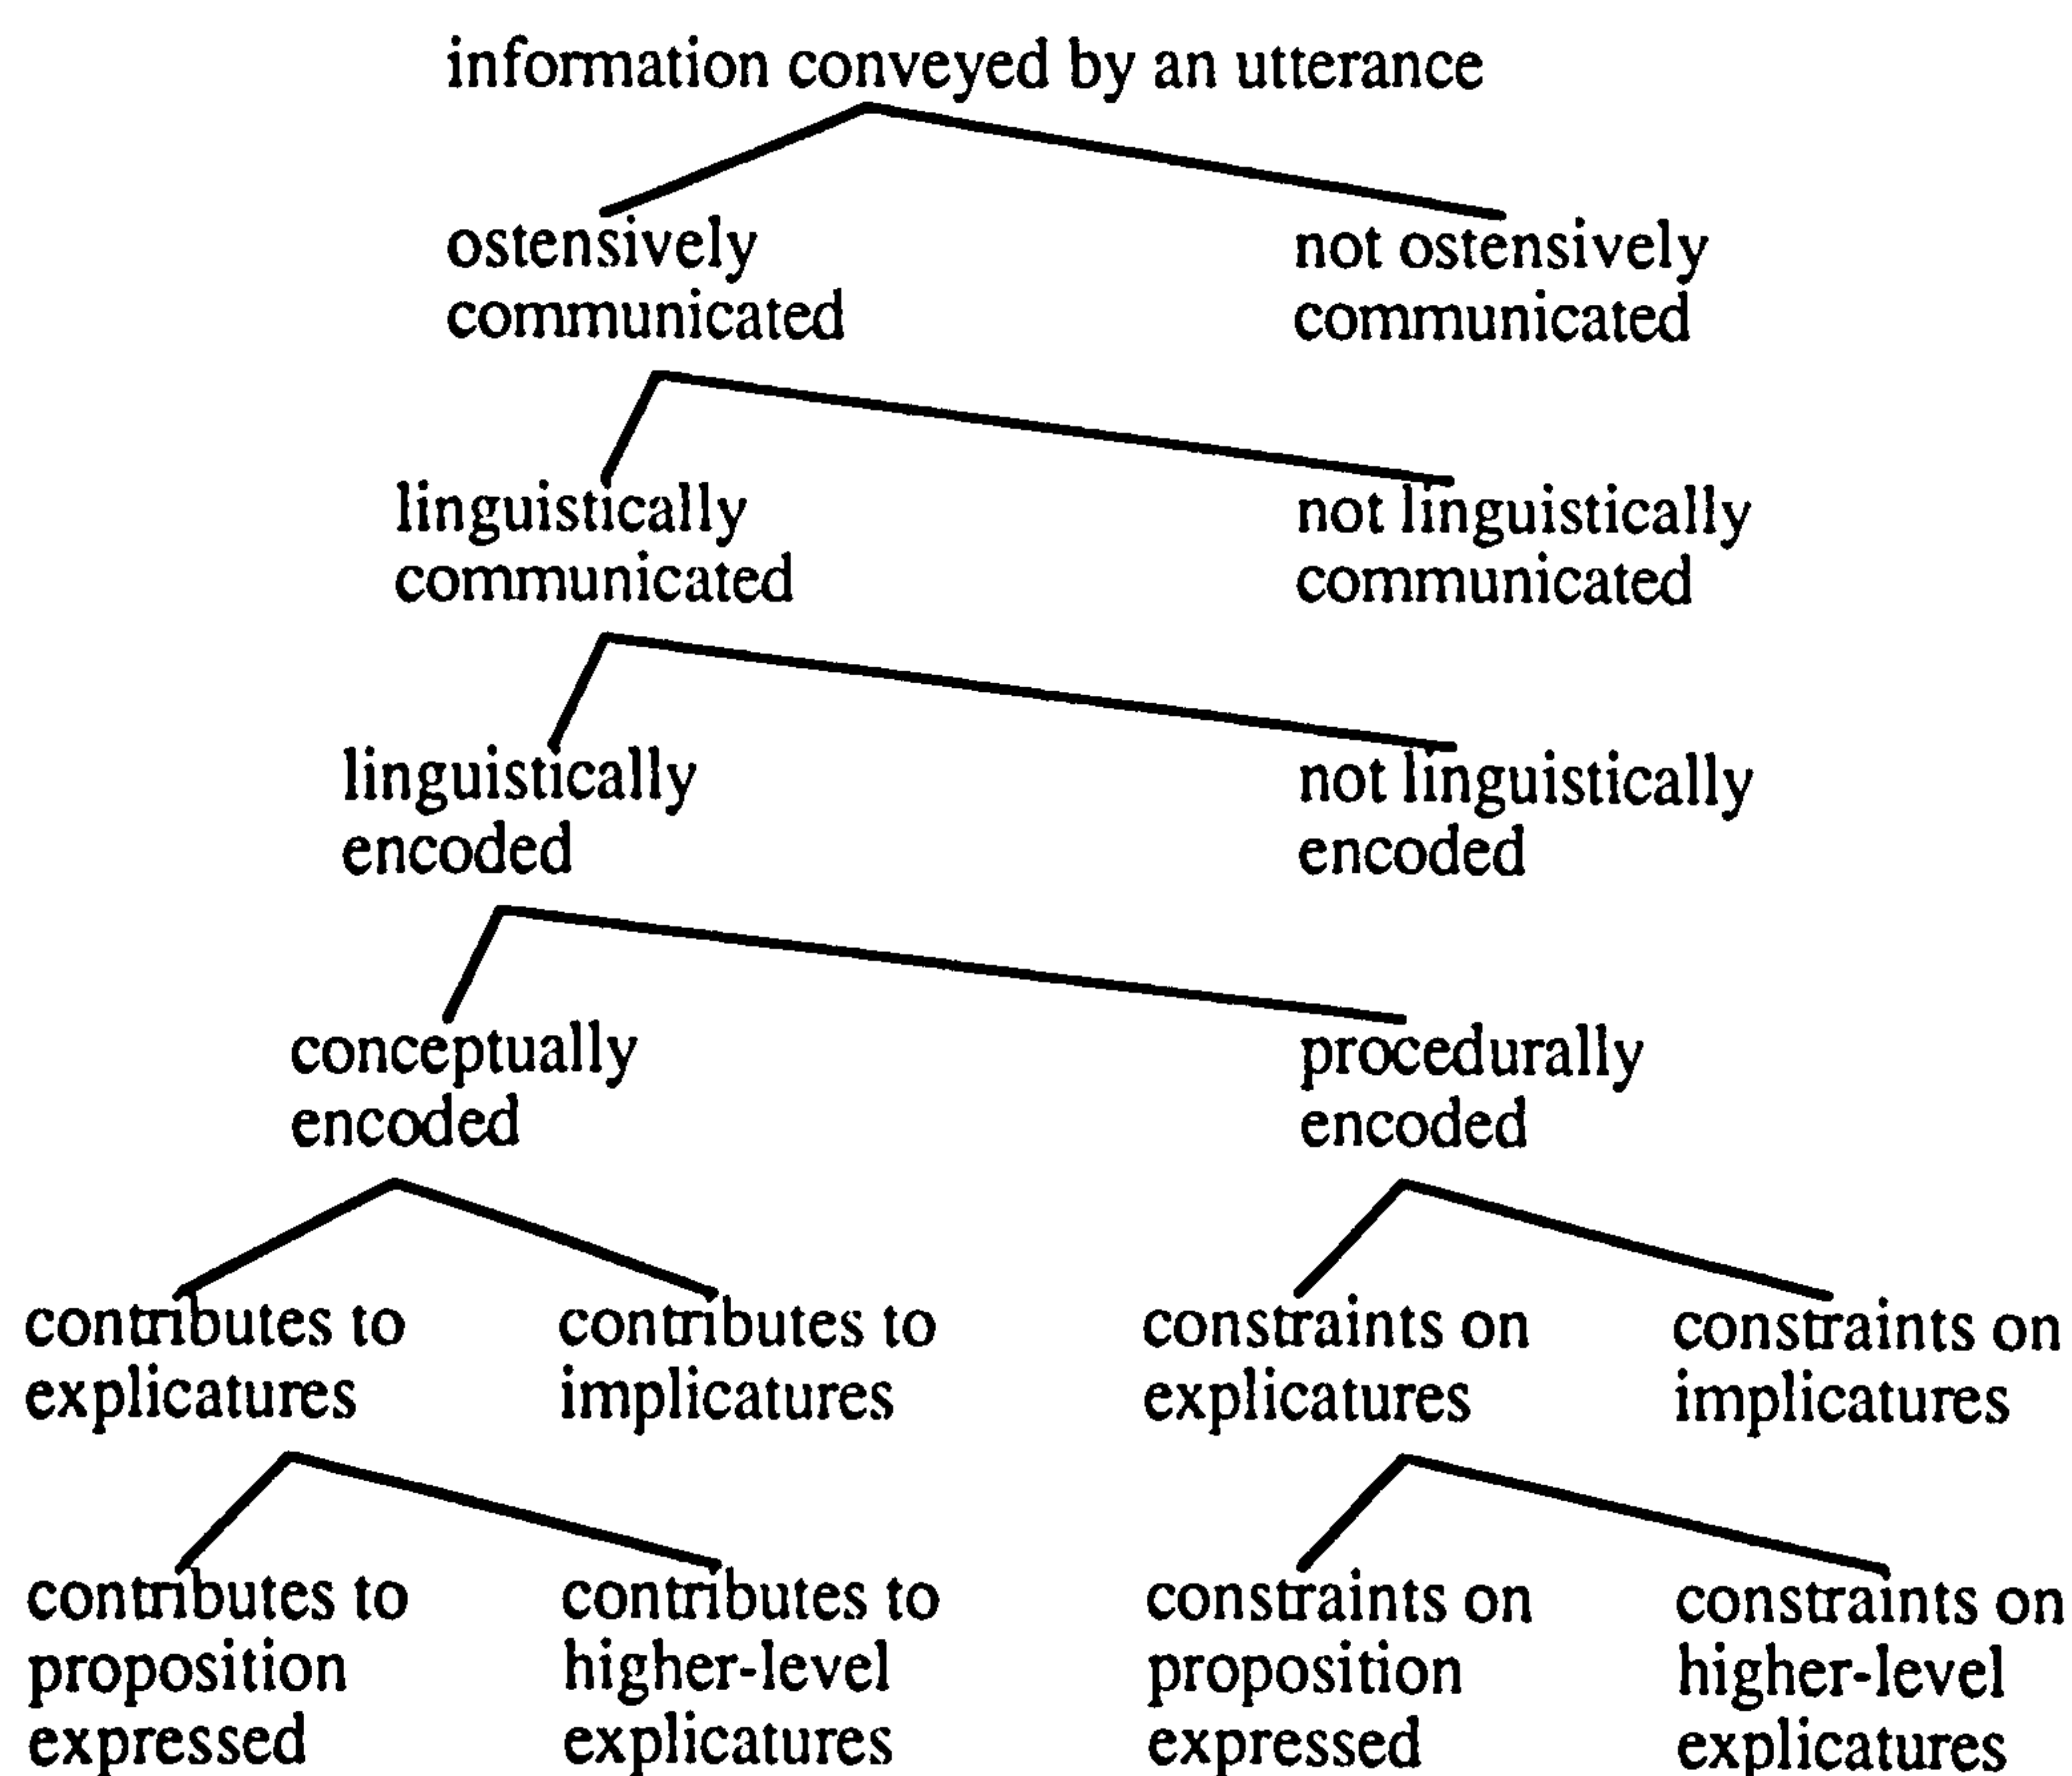 information conveyed by an utterance
ostensively
communicated
not ostensively
communicated
linguistically
communicated
not linguistically
communicated
linguistically
encoded
not linguistically
encoded
conceptually
encoded
procedurally
encoded
contributes to
explicatures
contributes to
implicatures
constraints on
explicatures
constraints on
implicatures
contributes to
proposition
expressed
contributes to
higher-level
explicatures
constraints on
proposition
expressed
constraints on
higher-level
explicatures